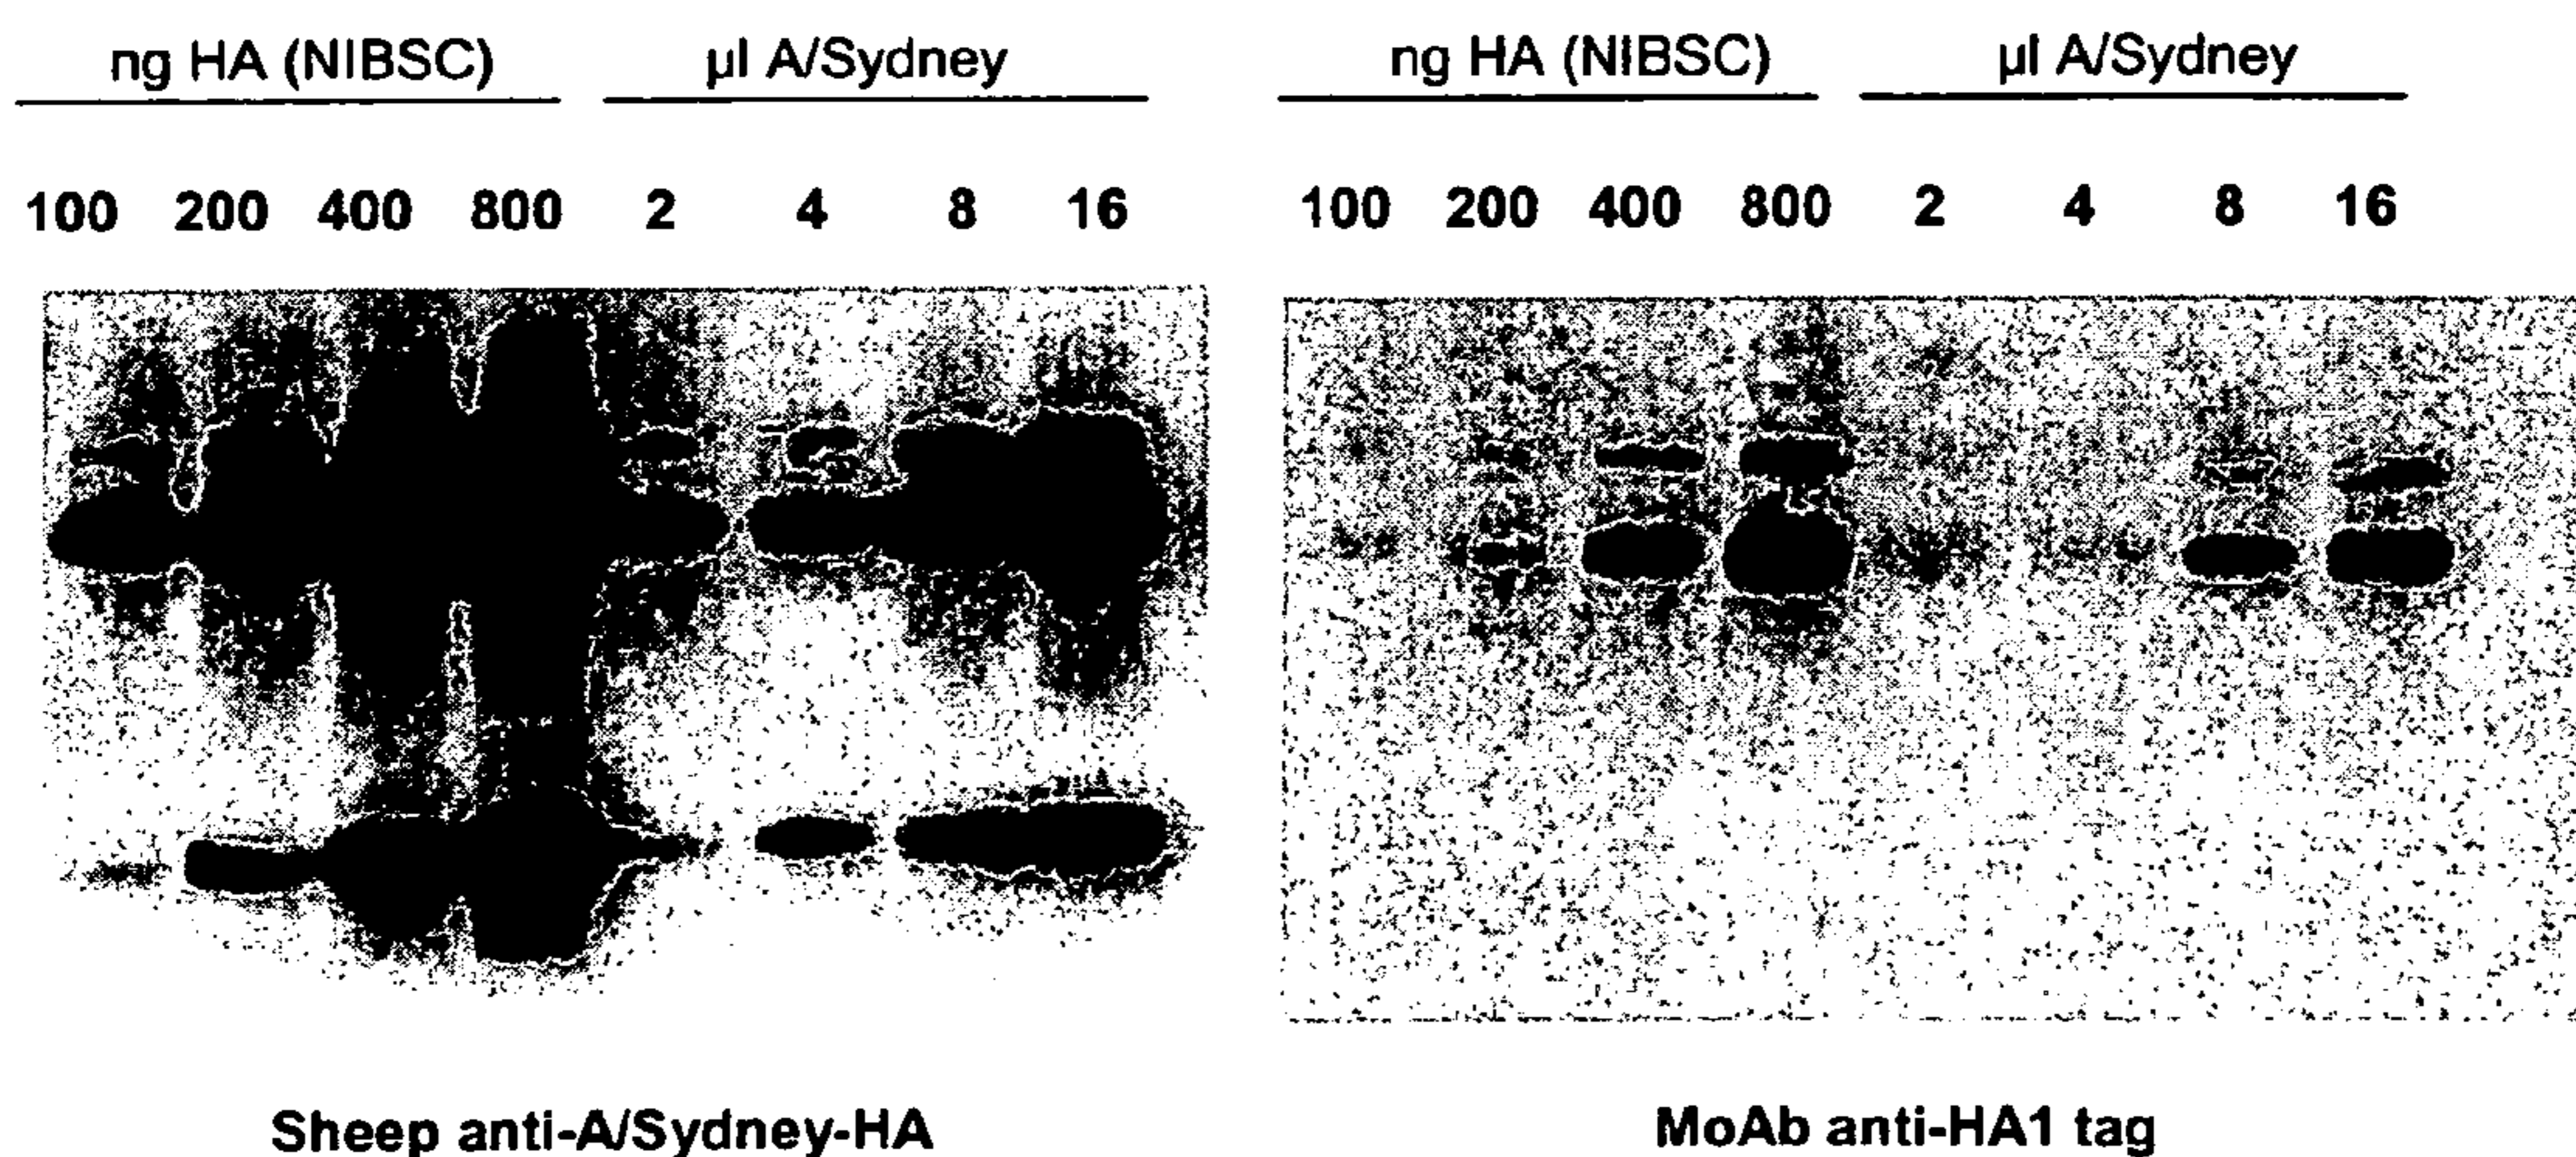 ng HA (NIBSC) µl A/Sydney ng HA (NIBSC) µl A/Sydney
100 200 400 800 2 4 8 16 100 200 400 800 2 4 8 16
Sheep anti-A/Sydney-HA MoAb anti-HA1 tag